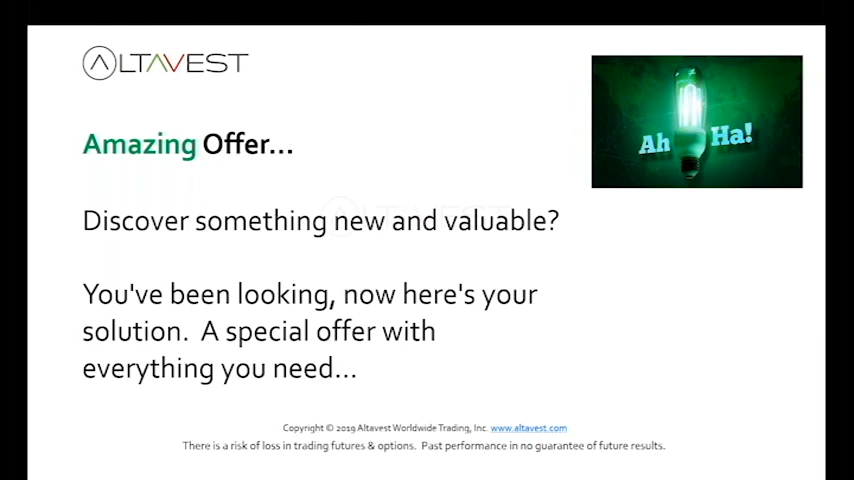 ALTAVEST
Ah Ha!
Amazing Offer...
Discover something new and valuable?
You've been looking, now here's your
solution. A special offer with
everything you need...
Copyright © 2019 Altavest Worldwide Trading, Inc. www.altavest.com
There is a risk of loss in trading futures & options. Past performance in no guarantee of future results.